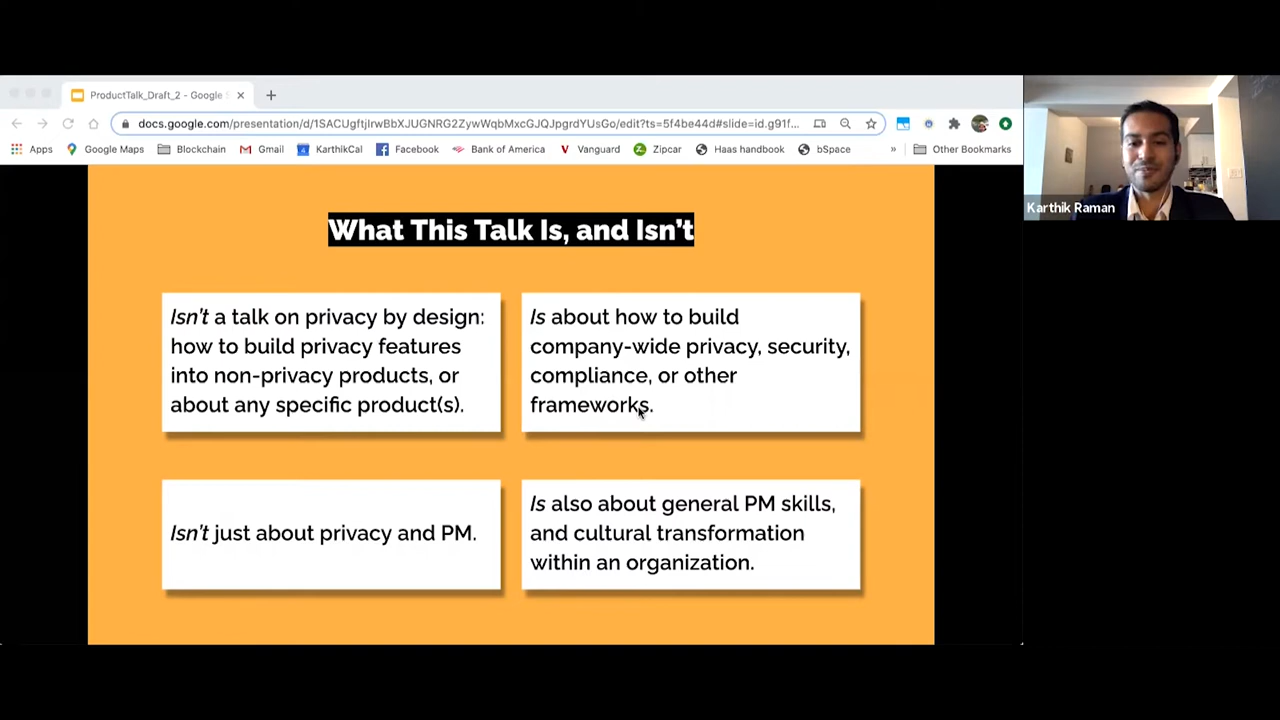 ProductTalk_Draft_2 - Google S
docs.google.com/presentation/d/1SACUgftjIrwBbXJUGNRG2ZywWqbMxcGJQJpgrdYUsGo/edit?ts=5f4be44d#slide=id.g91f...
Apps Google Maps Blockchain Gmail KarthikCal Facebook Bank of America Vanguard Zipcar Haas handbook bSpace » Other Bookmarks
Karthik Raman
What This Talk Is, and Isn't
Isn't a talk on privacy by design:
how to build privacy features
into non-privacy products, or
about any specific product(s).
Is about how to build
company-wide privacy, security,
compliance, or other
frameworks.
Isn't just about privacy and PM.
Is also about general PM skills,
and cultural transformation
within an organization.